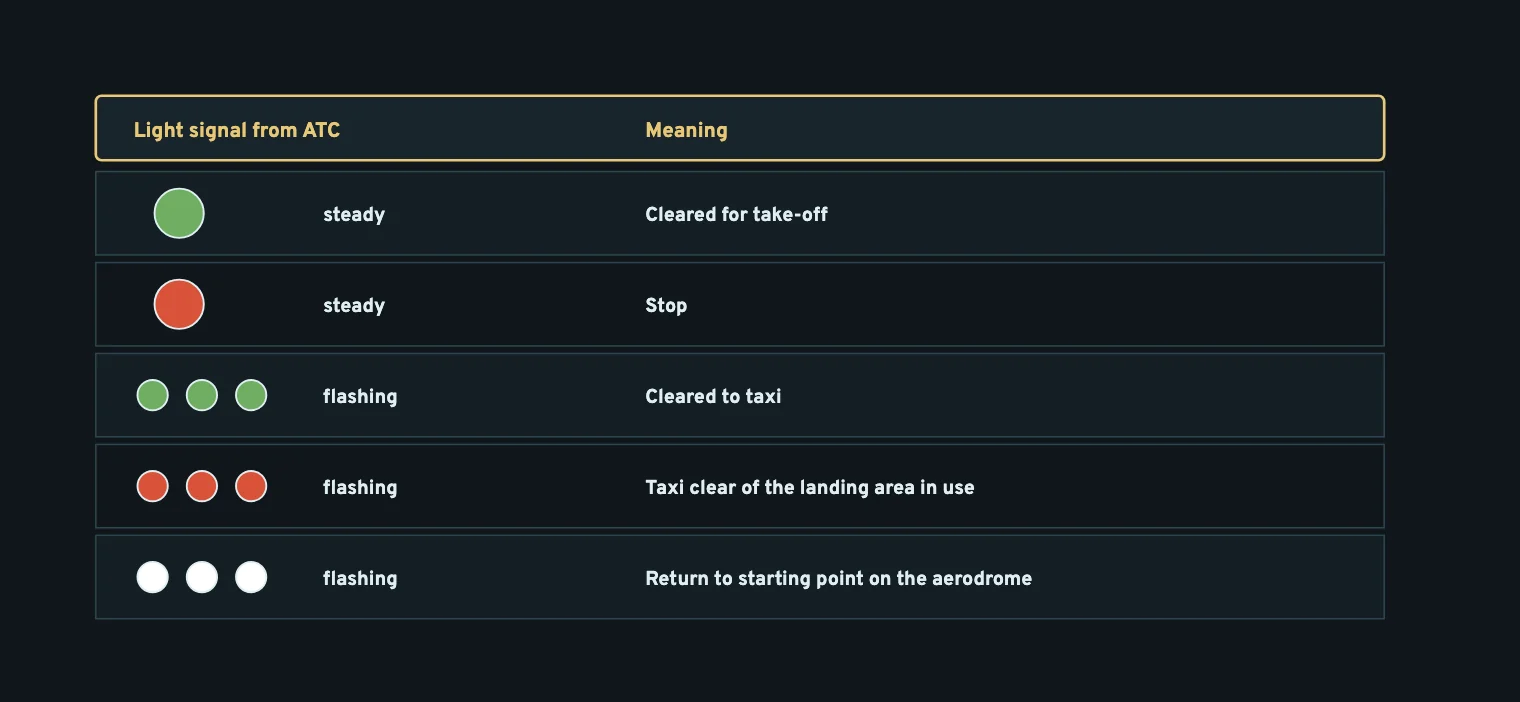 Light signal from ATC Meaning
steady Cleared for take-off
steady Stop
flashing Cleared to taxi
flashing Taxi clear of the landing area in use
flashing Return to starting point on the aerodrome